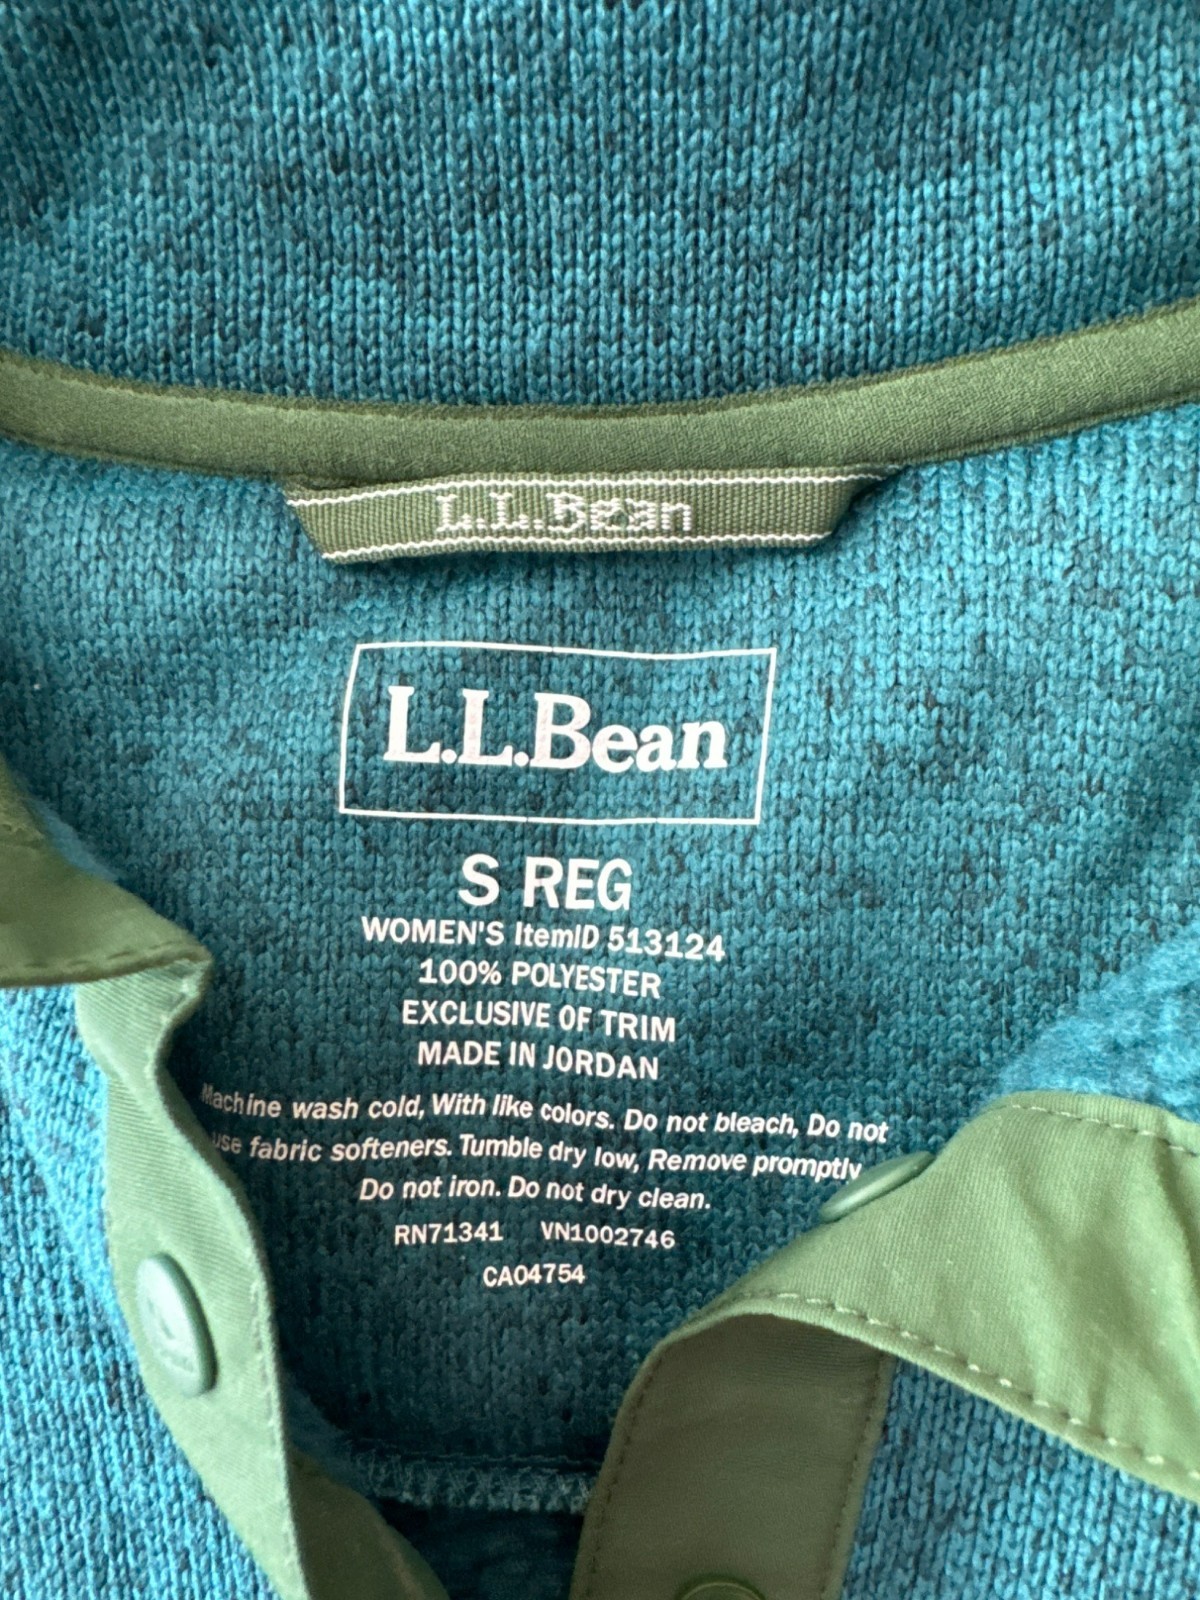 L.L.Bean
L.L.Bean
S REG
WOMEN'S ItemID 513124
100% POLYESTER
EXCLUSIVE OF TRIM
MADE IN JORDAN
Machine wash cold, With like colors. Do not bleach, Do not
use fabric softeners. Tumble dry low, Remove promptly
Do not iron. Do not dry clean.
RN71341 VN1002746
CA04754